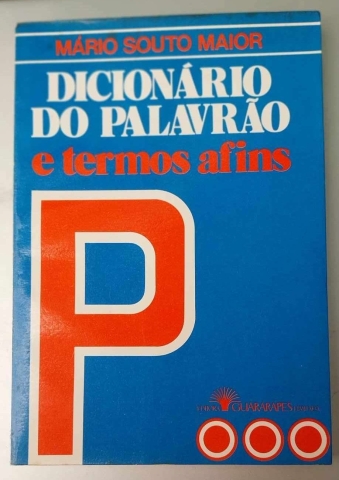 MÁRIO SOUTO MAIOR
DICIONÁRIO
DO PALAVRÃO
e termos afins
P
GUARARAPES